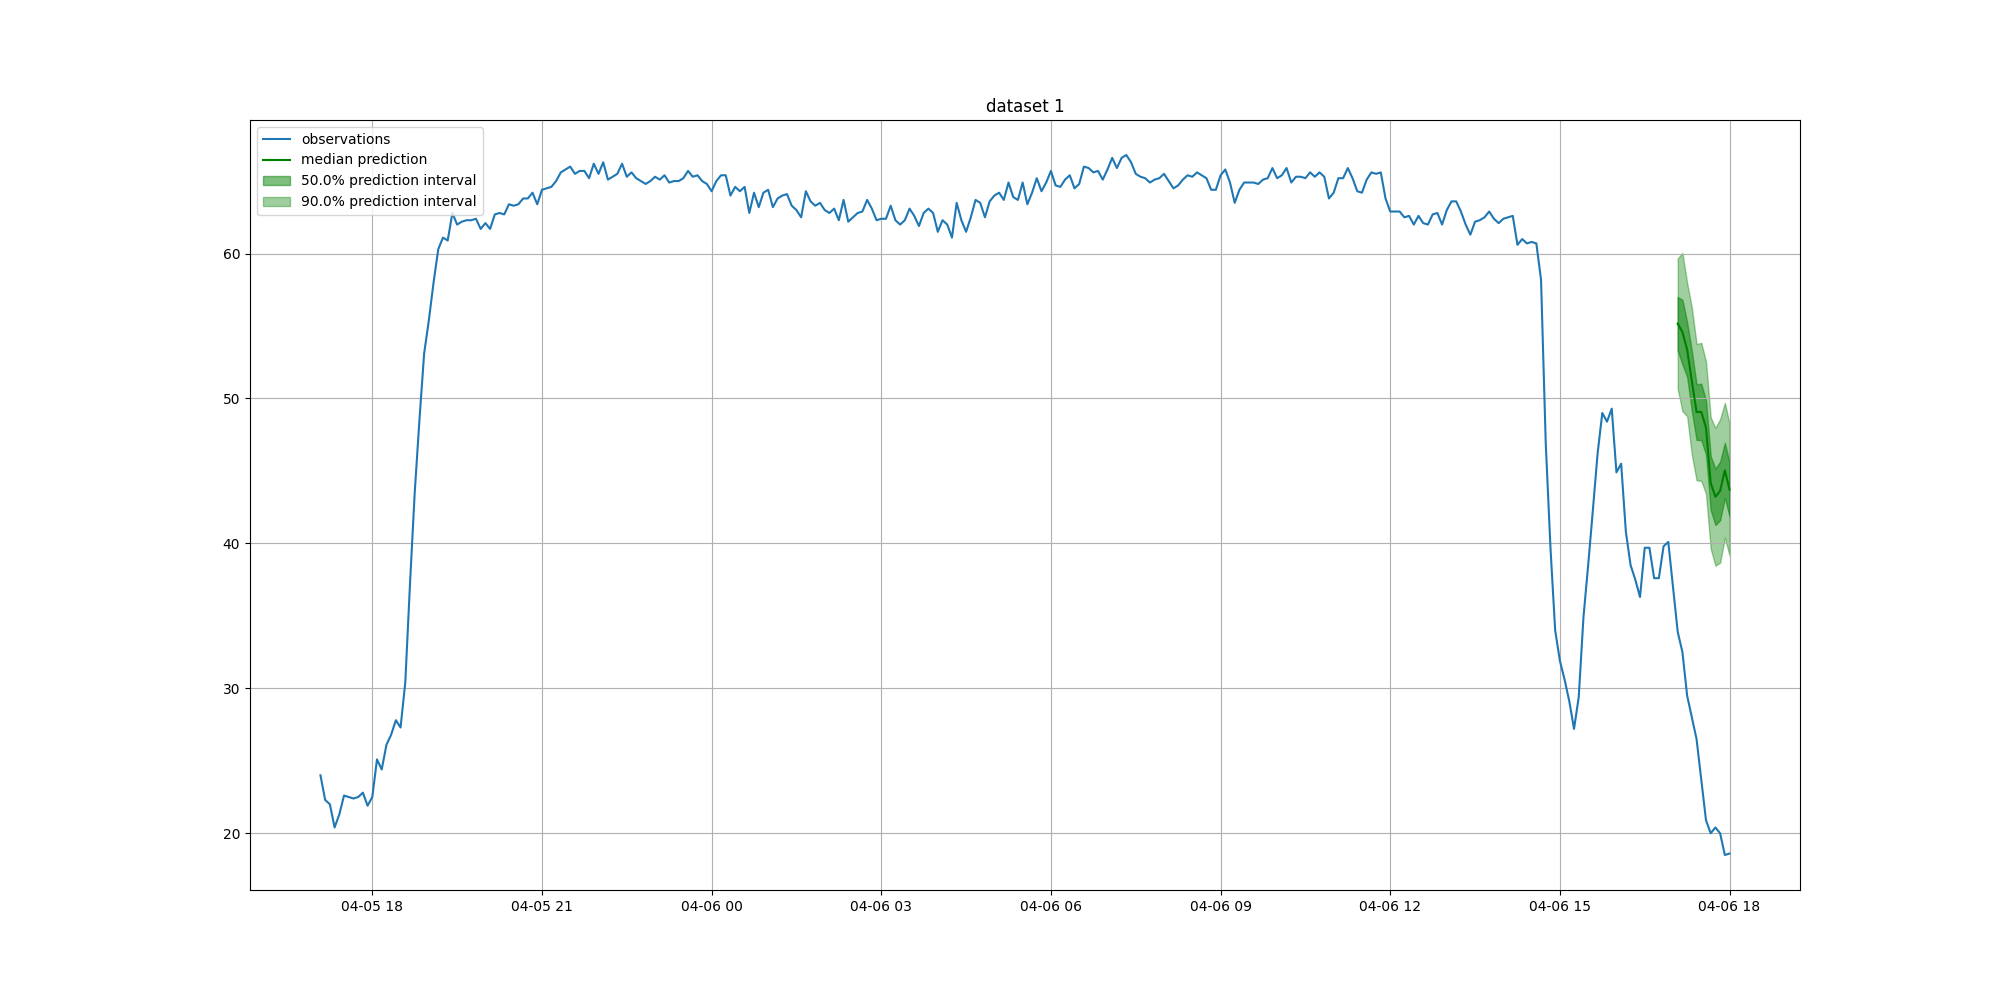 dataset 1
observations
median prediction
50.0% prediction interval
90.0% prediction interval
60
50
40
30
20
04-05 18
04-05 21
04-06 00
04-06 03
04-06 06
04-06 09
04-06 12
04-06 15
04-06 18